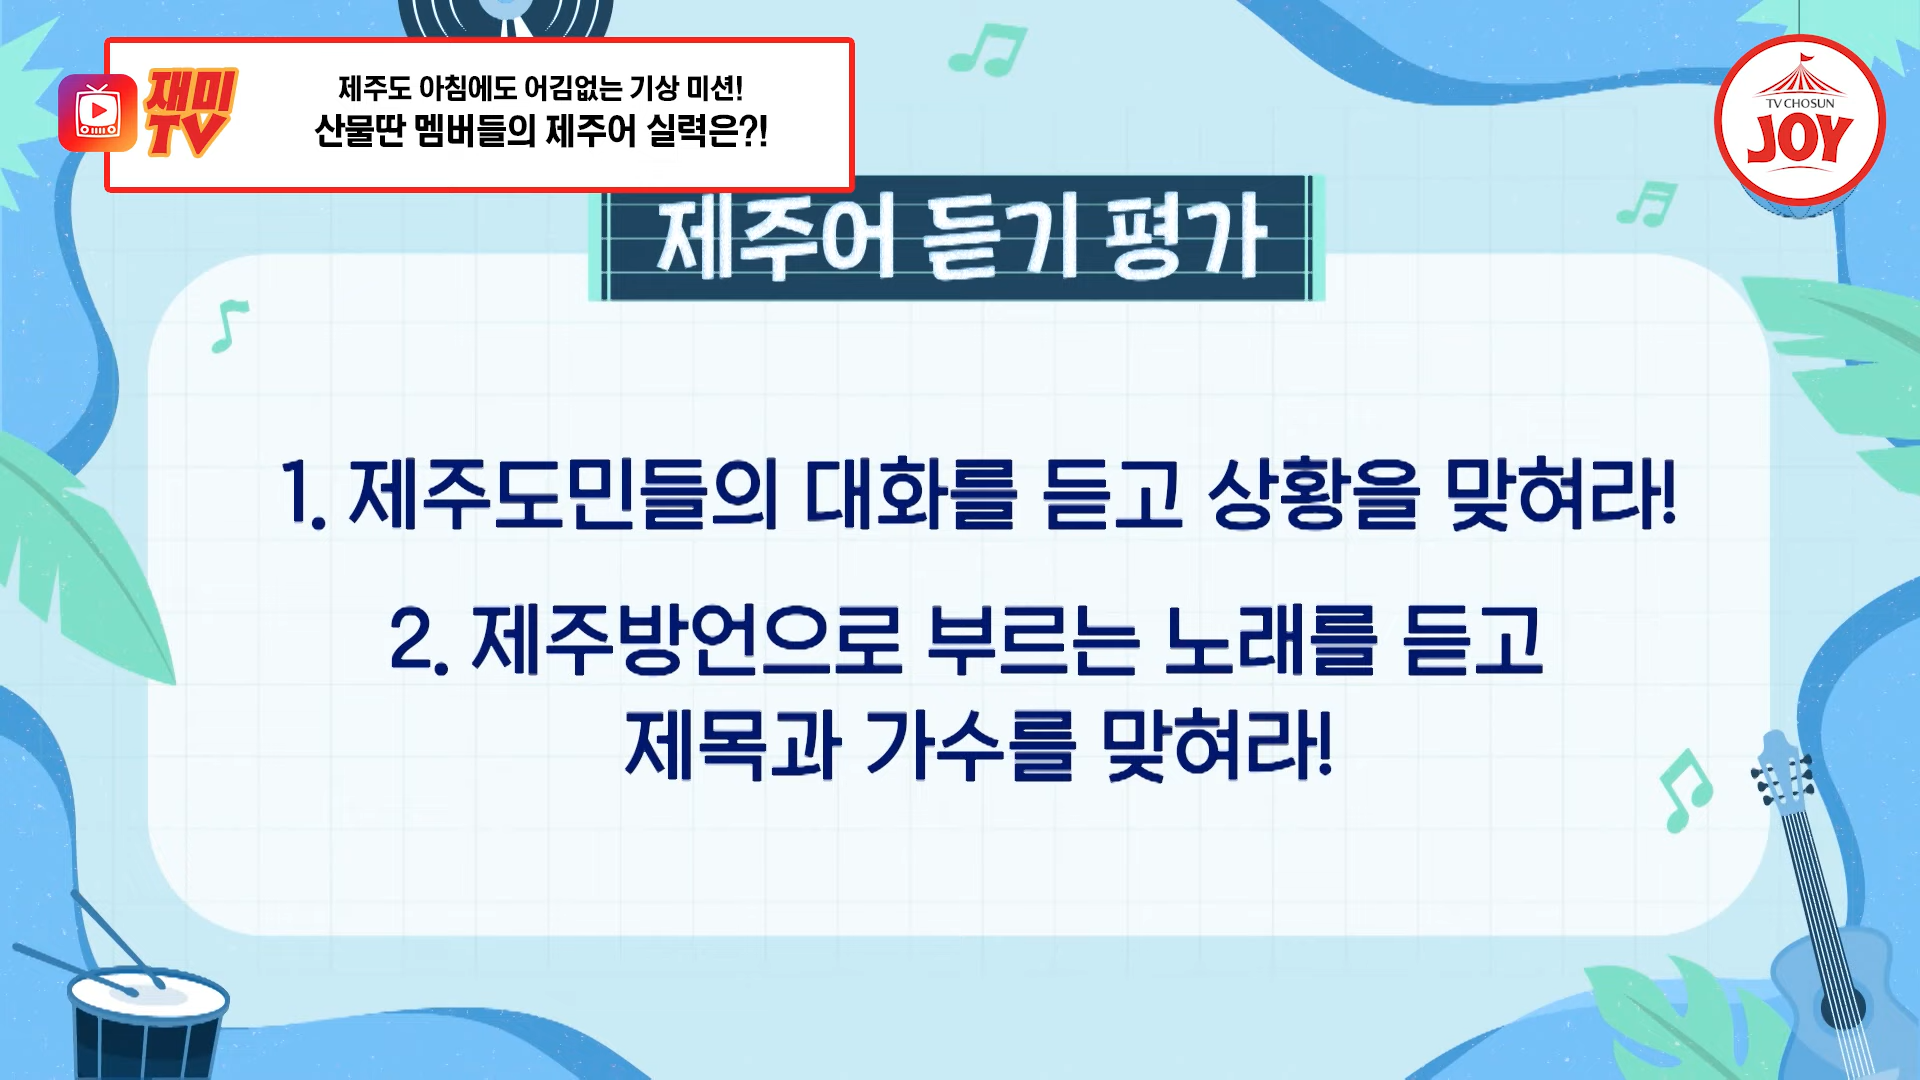 재미
TV
제주도 아침에도 어김없는 기상 미션!
산물딴 멤버들의 제주어 실력은?!
TV CHOSUN
JOY
제주어 듣기 평가
1. 제주도민들의 대화를 듣고 상황을 맞혀라!
2. 제주방언으로 부르는 노래를 듣고
제목과 가수를 맞혀라!